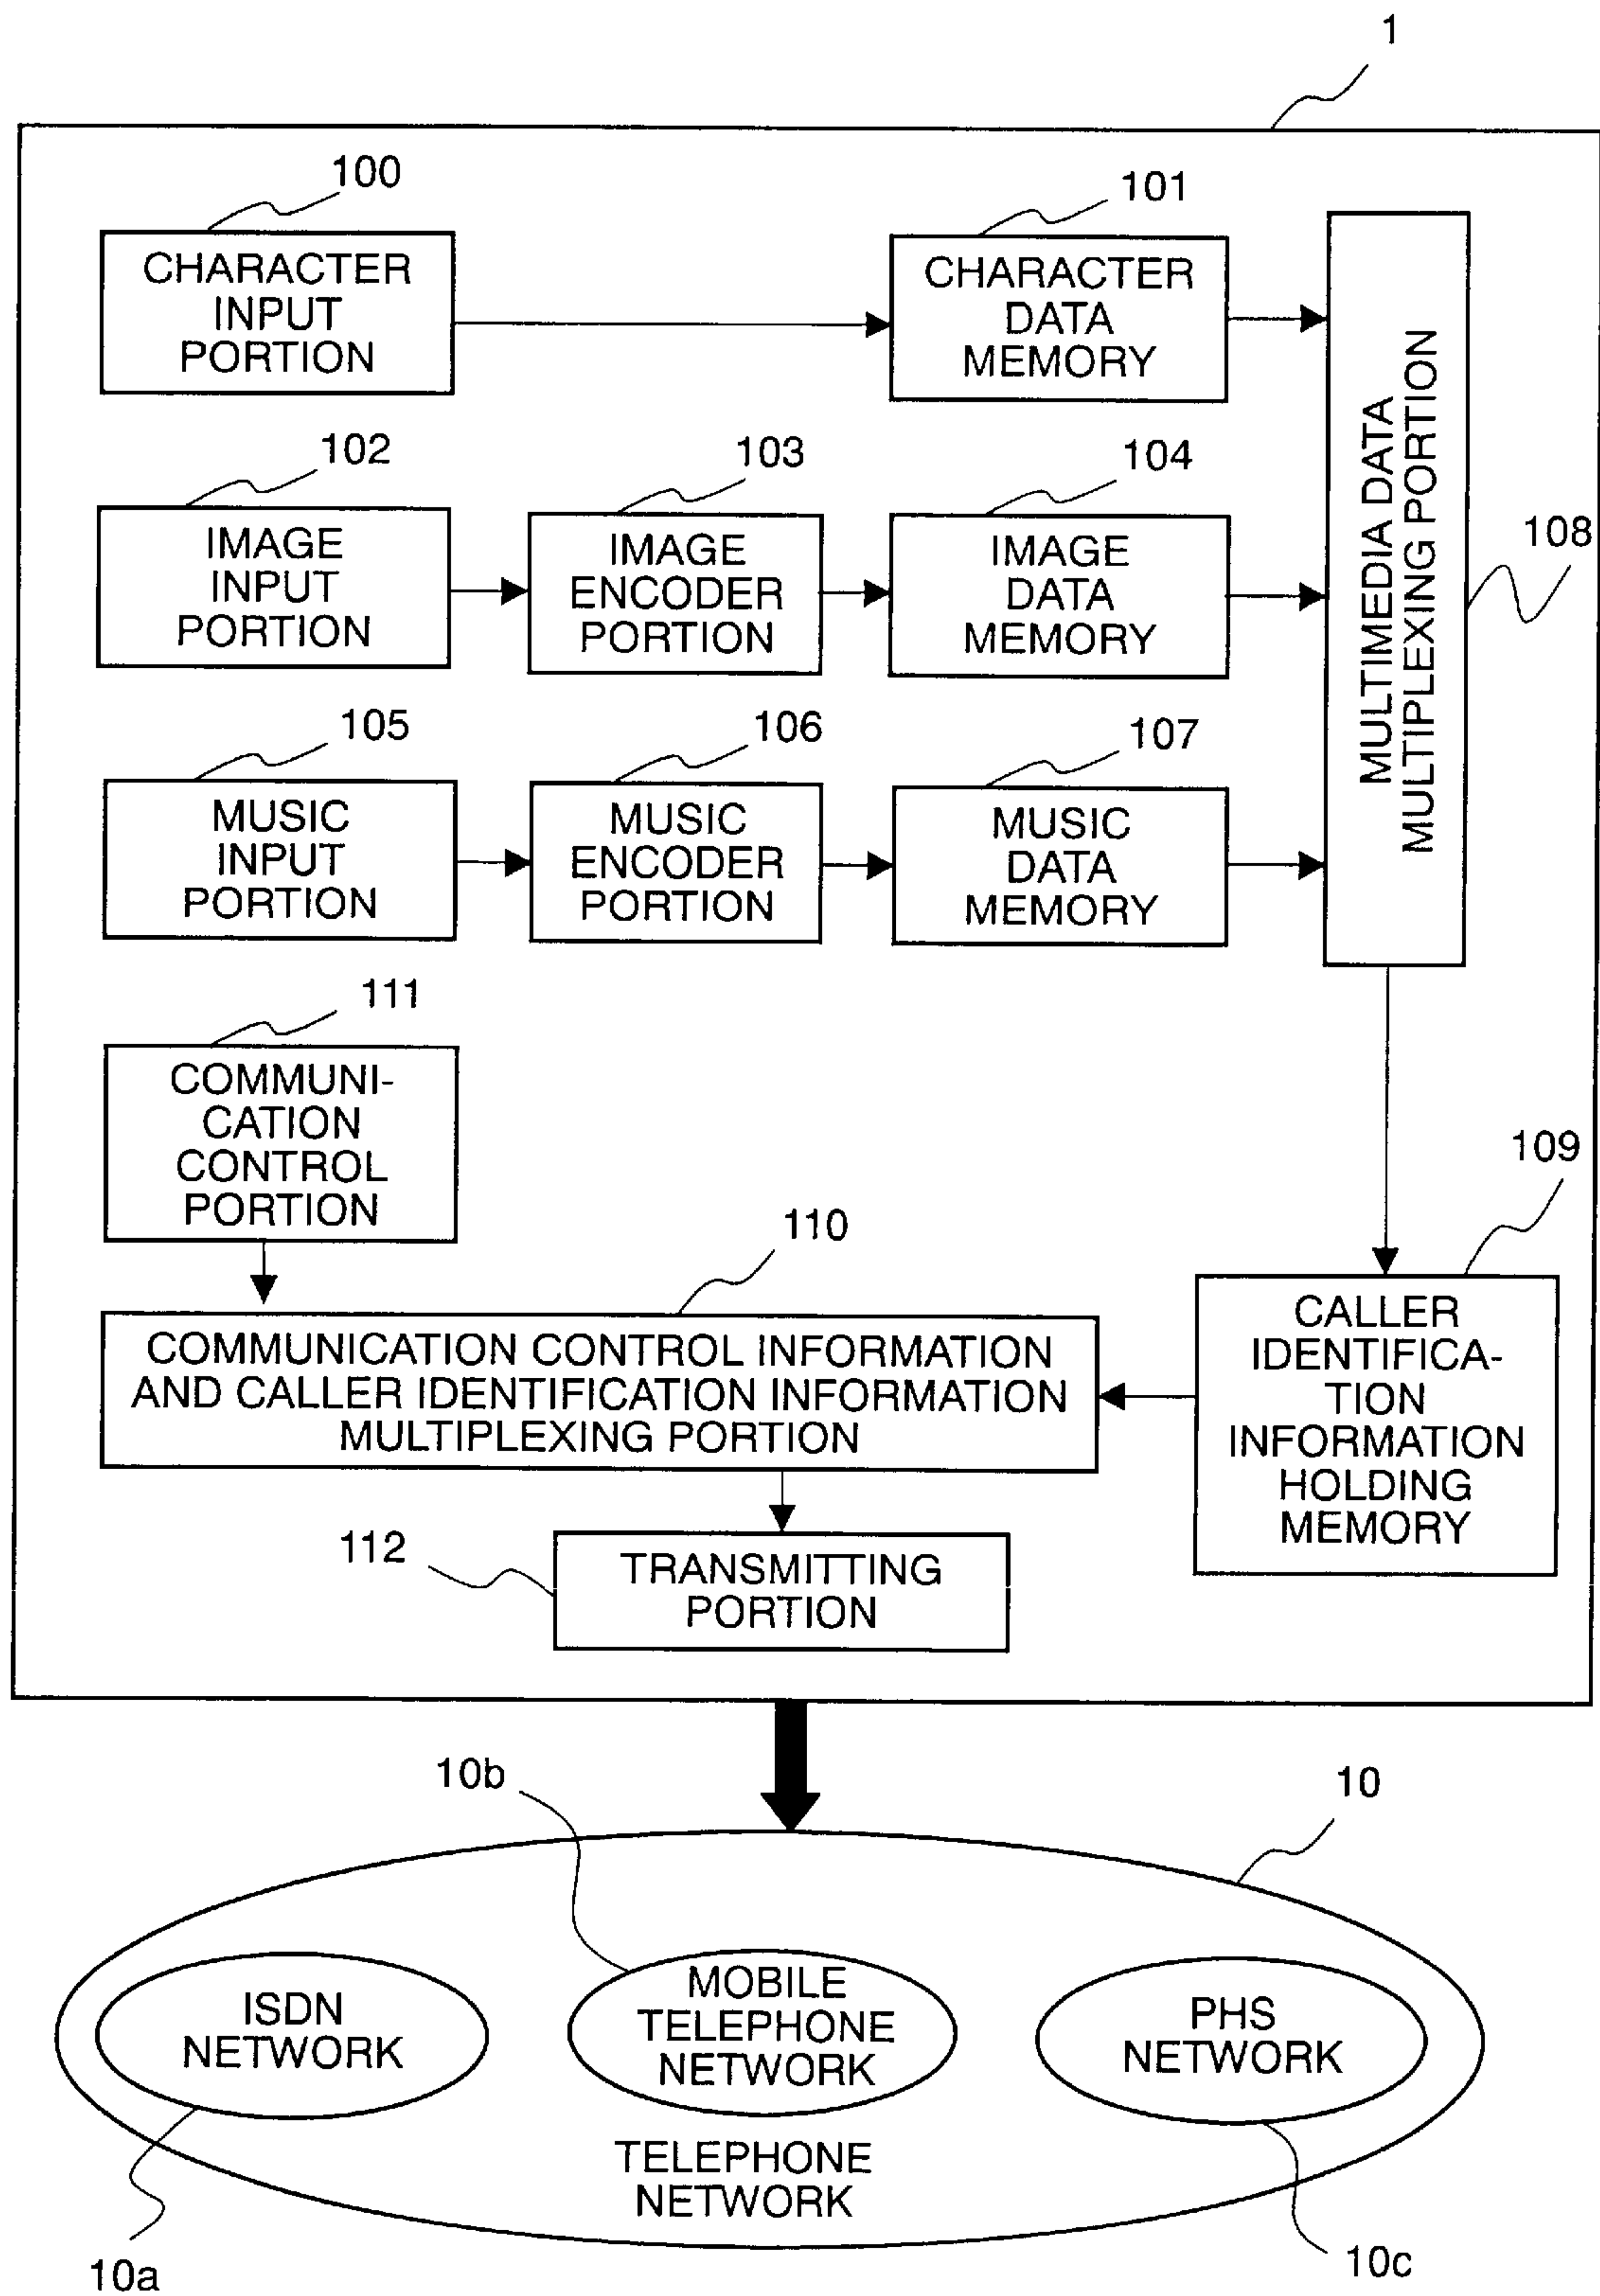 1
100
CHARACTER
INPUT
PORTION
101
CHARACTER
DATA
MEMORY
102
IMAGE
INPUT
PORTION
103
IMAGE
ENCODER
PORTION
104
IMAGE
DATA
MEMORY
MULTIMEDIA DATA
MULTIPLEXING PORTION
108
105
MUSIC
INPUT
PORTION
106
MUSIC
ENCODER
PORTION
107
MUSIC
DATA
MEMORY
111
COMMUNI-
CATION
CONTROL
PORTION
109
CALLER
IDENTIFICA-
TION
INFORMATION
HOLDING
MEMORY
110
COMMUNICATION CONTROL INFORMATION
AND CALLER IDENTIFICATION INFORMATION
MULTIPLEXING PORTION
112
TRANSMITTING
PORTION
10b
10
ISDN
NETWORK
MOBILE
TELEPHONE
NETWORK
PHS
NETWORK
TELEPHONE
NETWORK
10a
10c